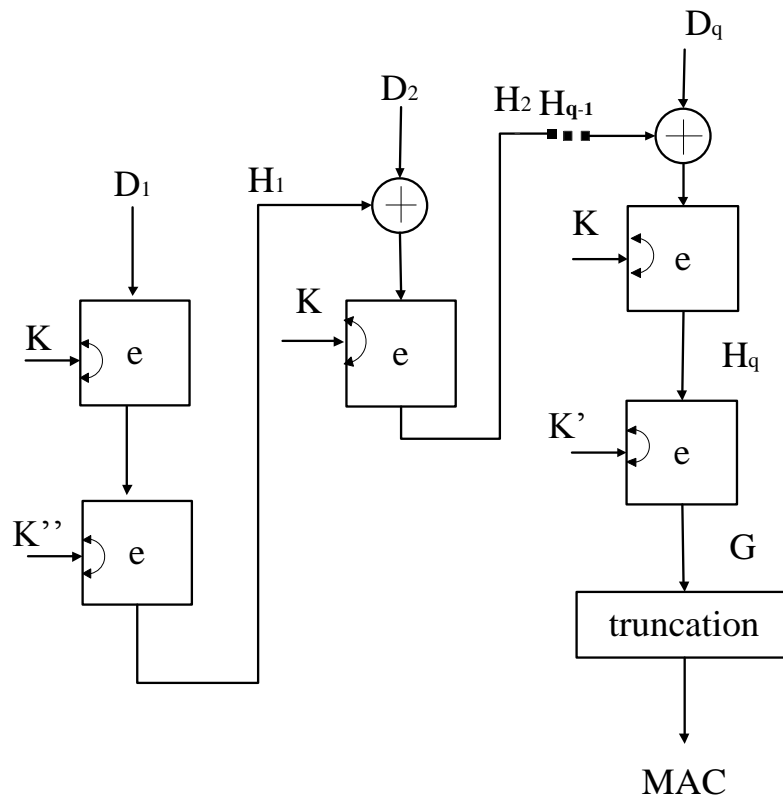 D1
K
e
K’’
e
H1
D2
K
e
H2
Hq-1
Dq
K
e
Hq
K’
e
G
truncation
MAC